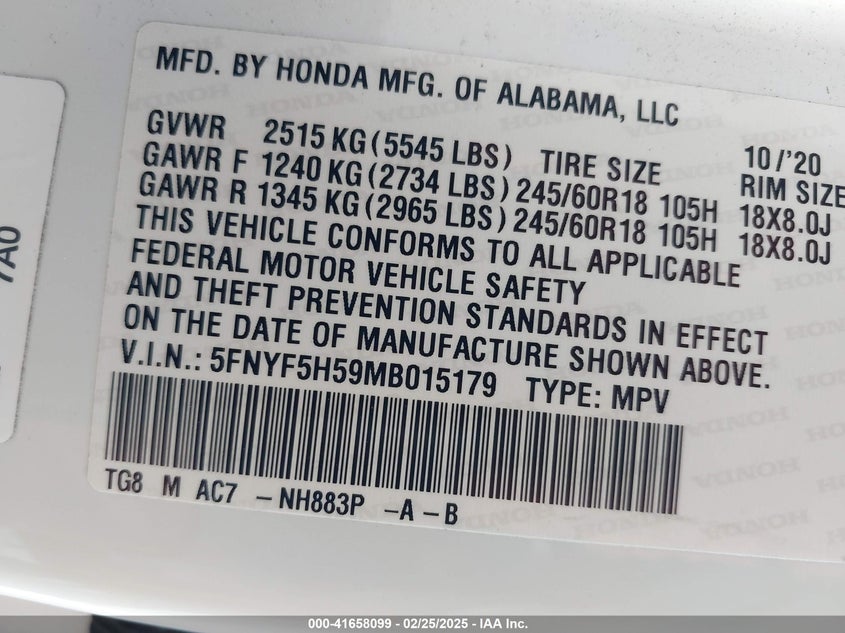 MFD. BY HONDA MFG. OF ALABAMA, LLC
GVWR 2515 KG (5545 LBS) TIRE SIZE 10/'20 RIM SIZE
GAWR F 1240 KG (2734 LBS) 245/60R18 105H 18X8.0J
GAWR R 1345 KG (2965 LBS) 245/60R18 105H 18X8.0J
THIS VEHICLE CONFORMS TO ALL APPLICABLE
FEDERAL MOTOR VEHICLE SAFETY
AND THEFT PREVENTION STANDARDS IN EFFECT
ON THE DATE OF MANUFACTURE SHOWN ABOVE.
V.I.N.: 5FNYF5H59MB015179 TYPE: MPV
TG8 M AC7 - NH883P - A - B
7A0
000-41658099 - 02/25/2025 - IAA Inc.